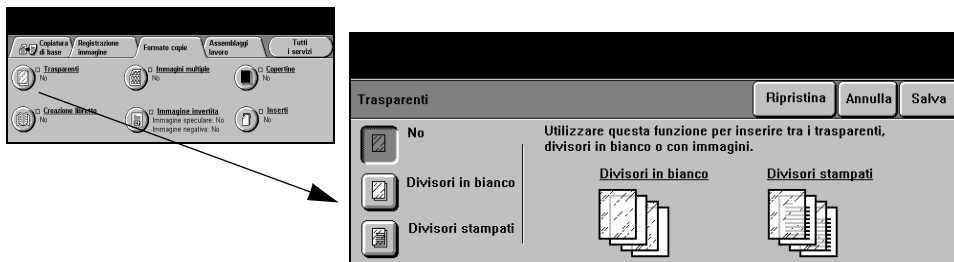 Copiatura di base
Registrazione immagine
Formato copie
Assemblaggi lavoro
Tutti i servizi
Trasparenti
No
Immagini multiple
No
Copertine
No
Creazione libretto
No
Immagine invertita
Immagine speculare: No
Immagine negativa: No
Inserti
No
Trasparenti
Ripristina
Annulla
Salva
No
Divisori in bianco
Divisori stampati
Utilizzare questa funzione per inserire tra i trasparenti,
divisori in bianco o con immagini.
Divisori in bianco
Divisori stampati